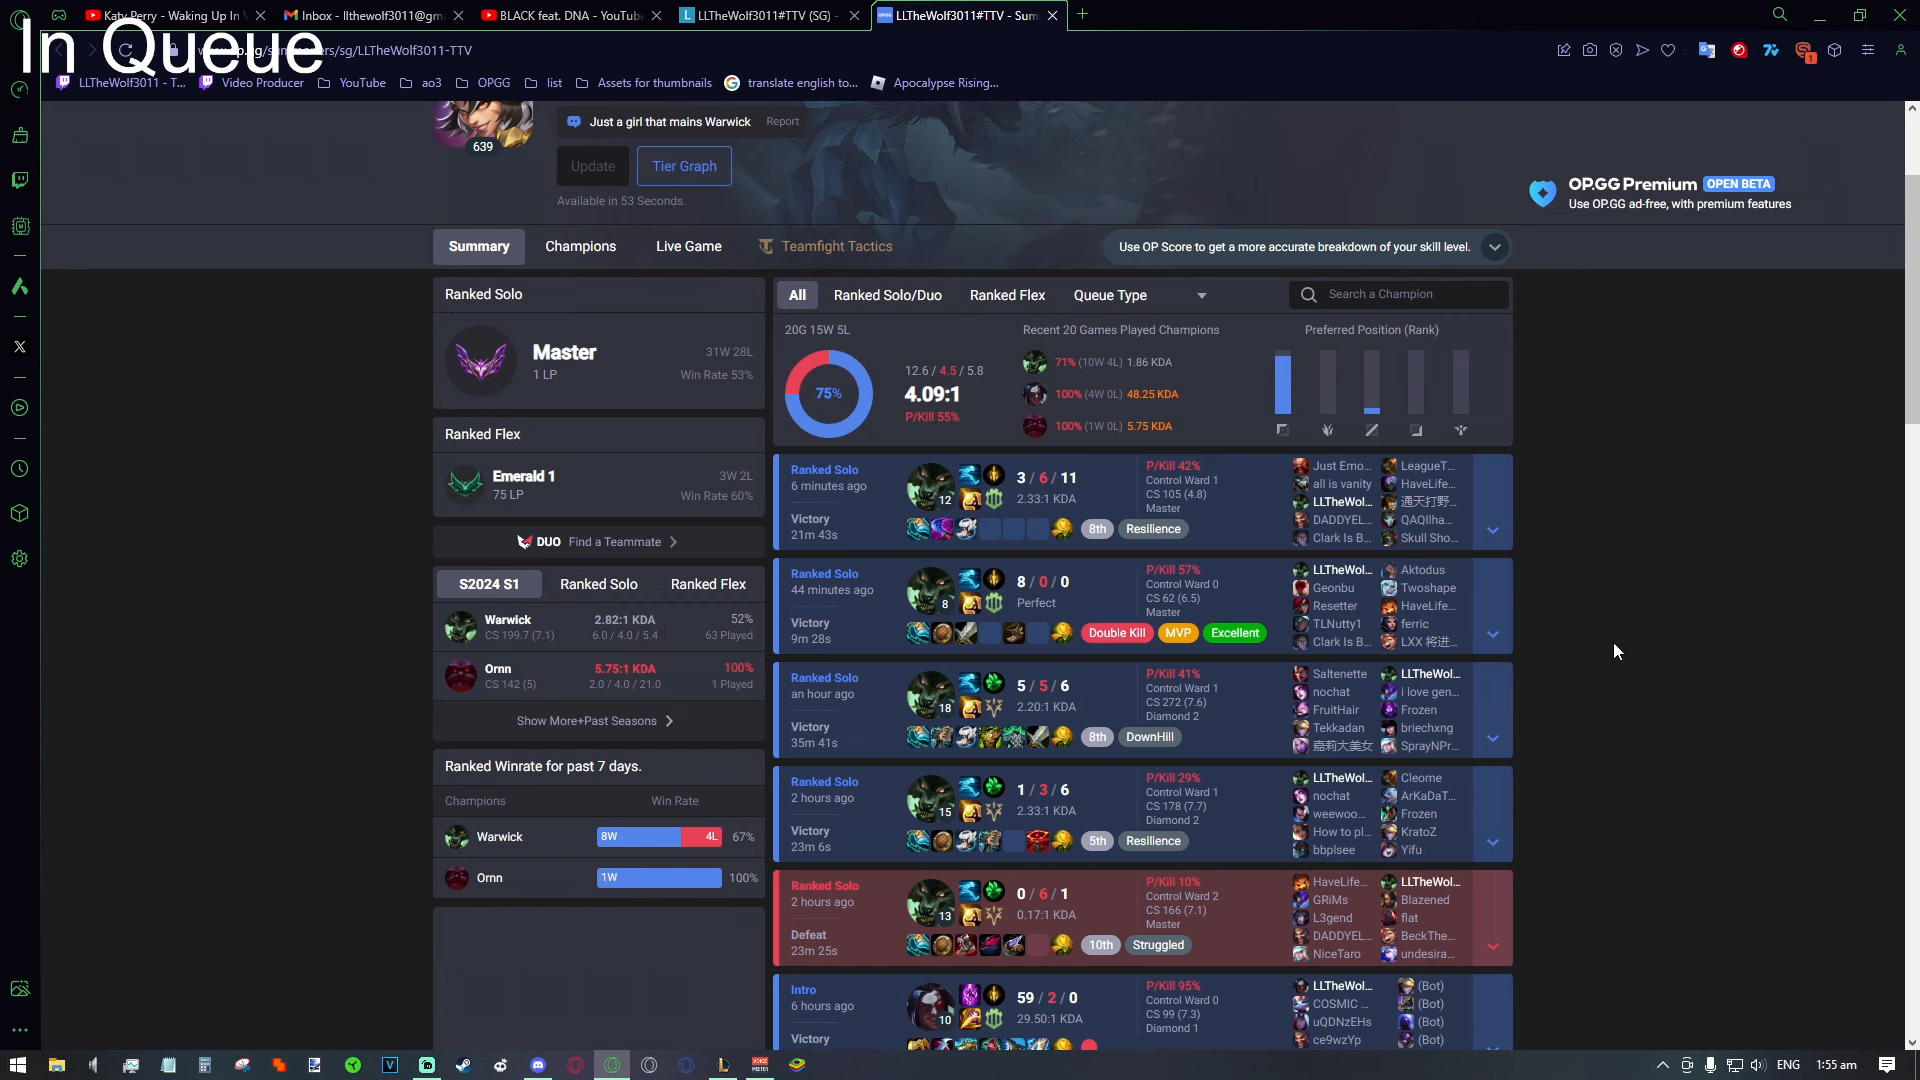 Katy Perry - Waking Up In
Inbox - llthewolf3011@gm
BLACK feat. DNA - YouTub
LLTheWolf3011#TTV (SG) -
LLTheWolf3011#TTV - Sum
In Queue
/sg/LLTheWolf3011-TTV
LLTheWolf3011 - T...
Video Producer
YouTube
ao3
OPGG
list
Assets for thumbnails
translate english to...
Apocalypse Rising...
639
Just a girl that mains Warwick
Report
Update
Tier Graph
Available in 53 Seconds.
OP.GG Premium OPEN BETA
Use OP.GG ad-free, with premium features
Summary
Champions
Live Game
Teamfight Tactics
Use OP Score to get a more accurate breakdown of your skill level.
Ranked Solo
Master
1 LP
31W 28L
Win Rate 53%
Ranked Flex
Emerald 1
75 LP
3W 2L
Win Rate 60%
DUO Find a Teammate
S2024 S1
Ranked Solo
Ranked Flex
Warwick
CS 199.7 (7.1)
2.82:1 KDA
6.0 / 4.0 / 5.4
52%
63 Played
Ornn
CS 142 (5)
5.75:1 KDA
2.0 / 4.0 / 21.0
100%
1 Played
Show More+Past Seasons
Ranked Winrate for past 7 days.
Champions
Win Rate
Warwick
8W
4L
67%
Ornn
1W
100%
All
Ranked Solo/Duo
Ranked Flex
Queue Type
Search a Champion
20G 15W 5L
75%
12.6 / 4.5 / 5.8
4.09:1
P/Kill 55%
Recent 20 Games Played Champions
71% (10W 4L) 1.86 KDA
100% (4W 0L) 48.25 KDA
100% (1W 0L) 5.75 KDA
Preferred Position (Rank)
Ranked Solo
6 minutes ago
Victory
21m 43s
12
3 / 6 / 11
2.33:1 KDA
8th
Resilience
P/Kill 42%
Control Ward 1
CS 105 (4.8)
Master
Just Emo...
LeagueT...
all is vanity
HaveLife...
LLTheWol...
通天打野...
DADDYEL...
QAQIlha...
Clark Is B...
Skull Sho...
Ranked Solo
44 minutes ago
Victory
9m 28s
8
8 / 0 / 0
Perfect
Double Kill
MVP
Excellent
P/Kill 57%
Control Ward 0
CS 62 (6.5)
Master
LLTheWol...
Aktodus
Geonbu
Twoshape
Resetter
HaveLife...
TLNutty1
ferric
Clark Is B...
LXX 将进...
Ranked Solo
an hour ago
Victory
35m 41s
18
5 / 5 / 6
2.20:1 KDA
8th
DownHill
P/Kill 41%
Control Ward 1
CS 272 (7.6)
Diamond 2
Saltenette
LLTheWol...
nochat
i love gen...
FruitHair
Frozen
Tekkadan
briechxng
嘉莉大美女
SprayNPr...
Ranked Solo
2 hours ago
Victory
23m 6s
15
1 / 3 / 6
2.33:1 KDA
5th
Resilience
P/Kill 29%
Control Ward 1
CS 178 (7.7)
Diamond 2
LLTheWol...
Cleome
nochat
ArKaDaT...
weewoo...
Frozen
How to pl...
KratoZ
bbplsee
Yifu
Ranked Solo
2 hours ago
Defeat
23m 25s
13
0 / 6 / 1
0.17:1 KDA
10th
Struggled
P/Kill 10%
Control Ward 2
CS 166 (7.1)
Master
HaveLife...
LLTheWol...
GRiMs
Blazened
L3gend
flat
DADDYEL...
BeckThe...
NiceTaro
undesira...
Intro
6 hours ago
Victory
10
59 / 2 / 0
29.50:1 KDA
P/Kill 95%
Control Ward 0
CS 99 (7.3)
Diamond 1
LLTheWol...
(Bot)
COSMIC ...
(Bot)
uQDNzEHs
(Bot)
ce9wzYp
(Bot)
ENG
1:55 am